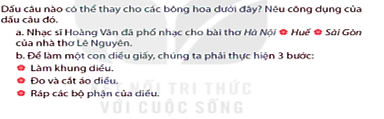 Dấu câu nào có thể thay cho các bông hoa dưới đây? Nêu công dụng của
dấu câu đó.
a. Nhạc sĩ Hoàng Vân đã phổ nhạc cho bài thơ Hà Nội ✿ Huế ✿ Sài Gòn
của nhà thơ Lê Nguyên.
b. Để làm một con diều giấy, chúng ta phải thực hiện 3 bước:
✿ Làm khung diều.
✿ Đo và cắt áo diều.
✿ Ráp các bộ phận của diều.
KẾT NỐI TRI THỨC
VỚI CUỘC SỐNG